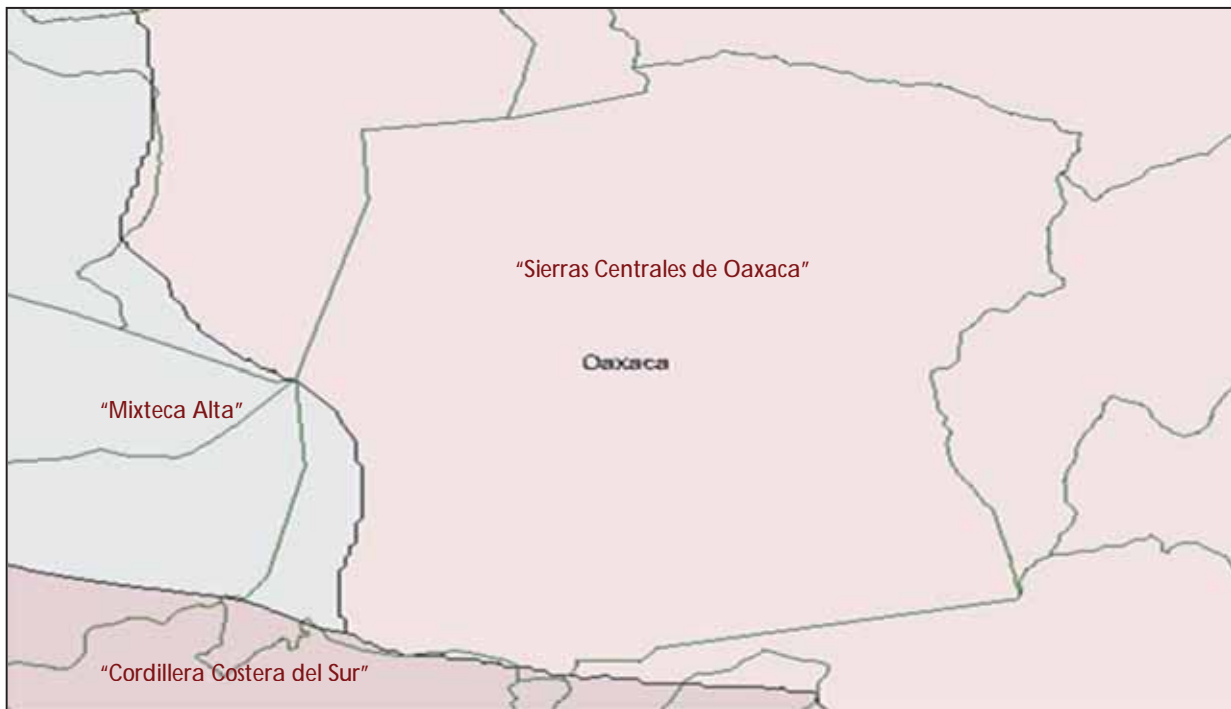 “Sierras Centrales de Oaxaca”
Oaxaca
“Mixteca Alta”
“Cordillera Costera del Sur”